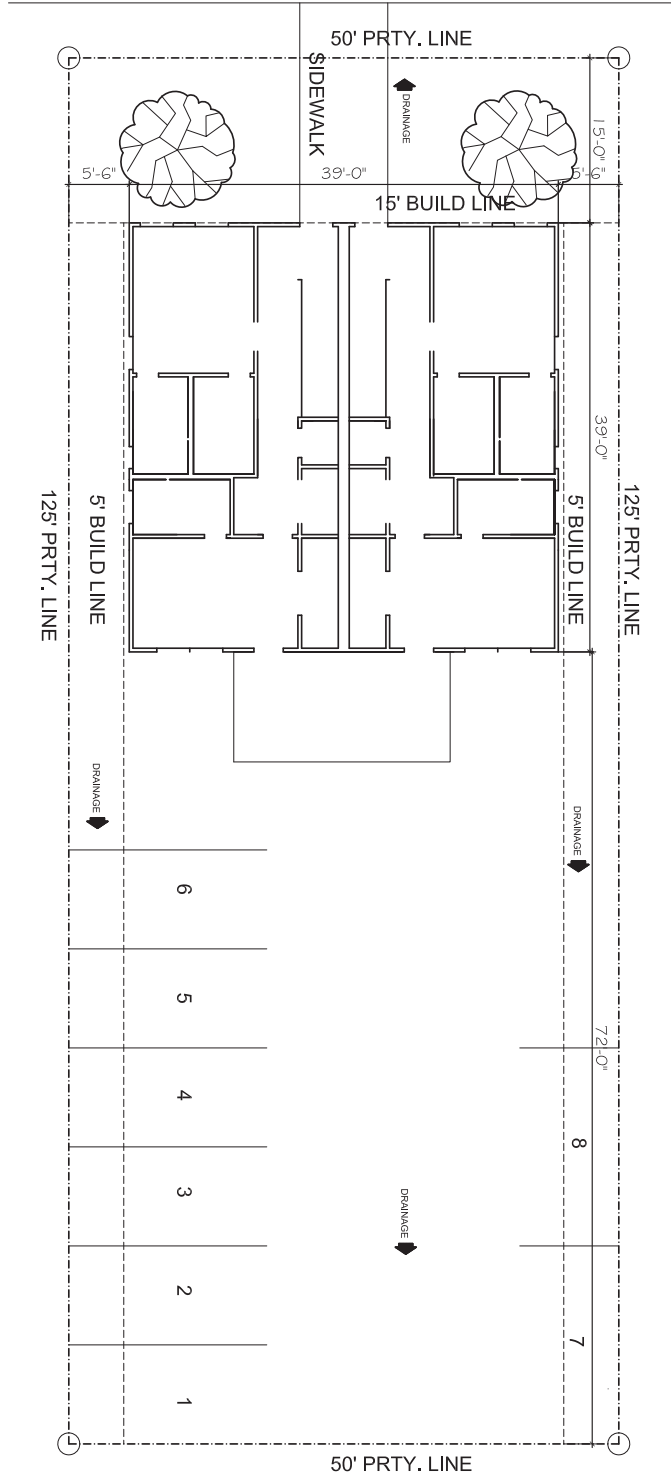 50' PRTY. LINE
SIDEWALK
DRAINAGE
15'-0"
5'-6"
39'-0"
5'-6"
15' BUILD LINE
39'-0"
125' PRTY. LINE
5' BUILD LINE
5' BUILD LINE
125' PRTY. LINE
DRAINAGE
DRAINAGE
6
5
72'-0"
4
8
3
DRAINAGE
2
7
1
50' PRTY. LINE